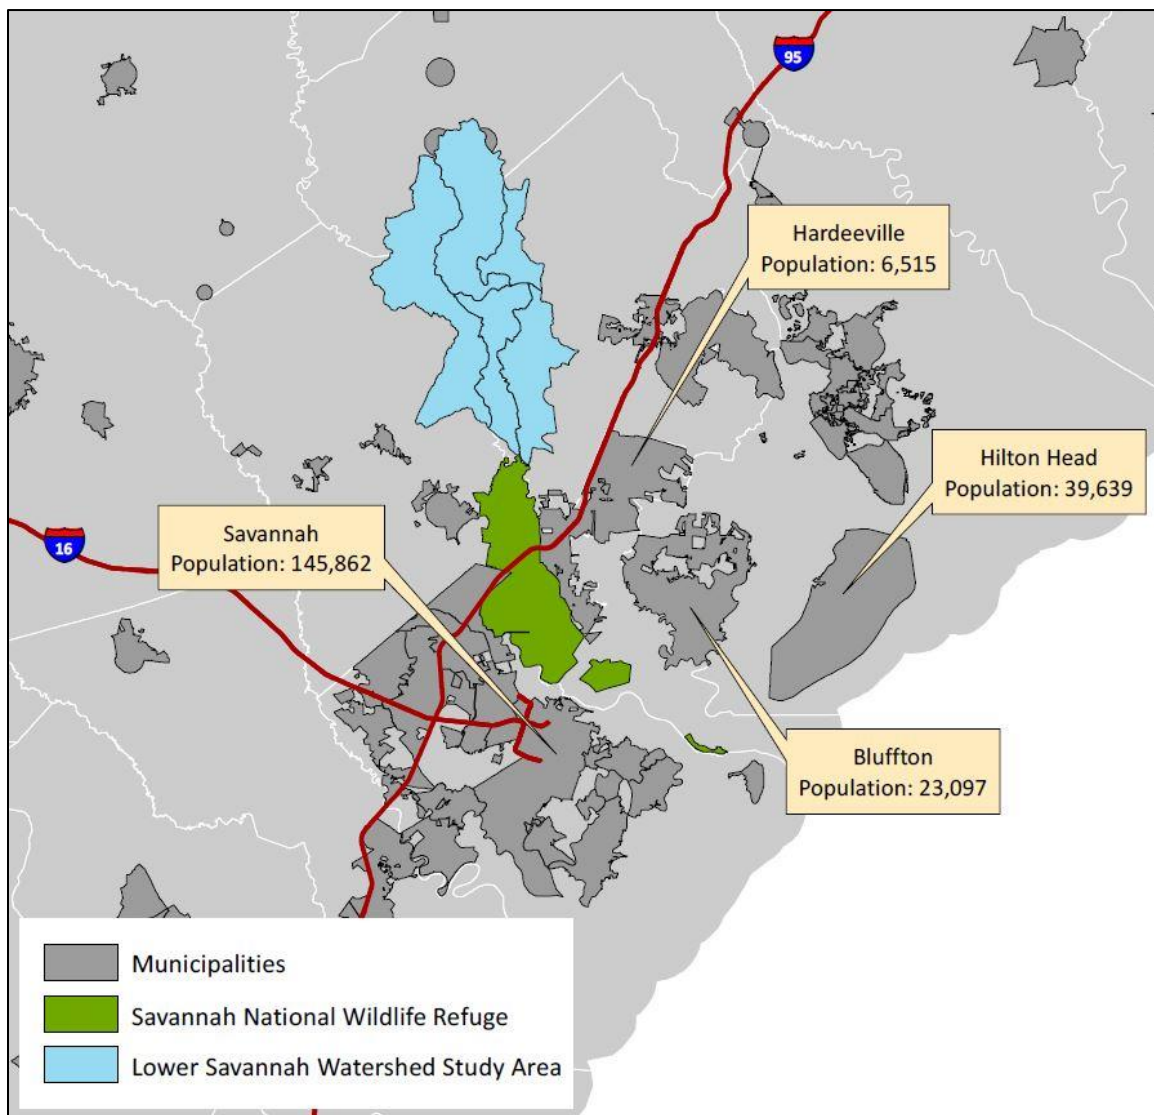 95
Hardeeville
Population: 6,515
Hilton Head
Population: 39,639
16
Savannah
Population: 145,862
Bluffton
Population: 23,097
Municipalities
Savannah National Wildlife Refuge
Lower Savannah Watershed Study Area